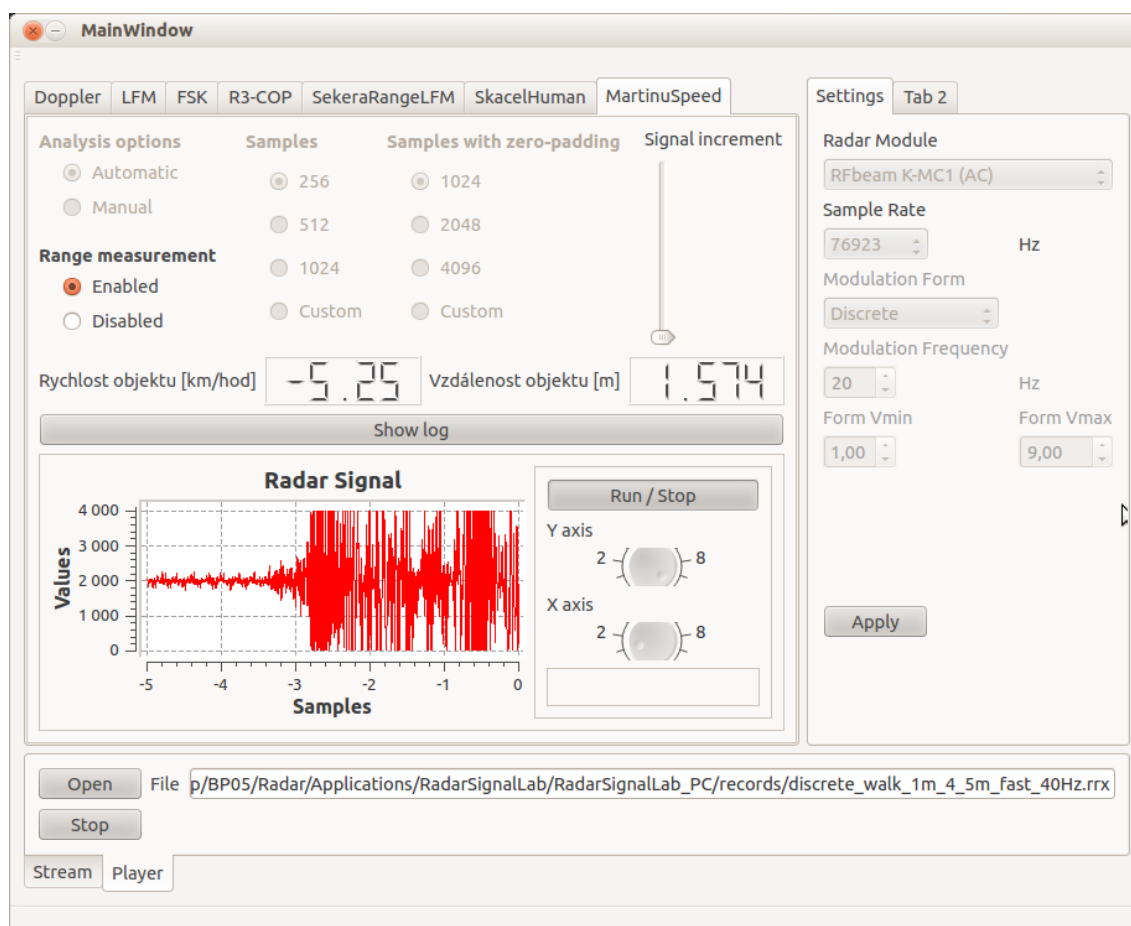 MainWindow
Doppler LFM FSK R3-COP SekeraRangeLFM SkacelHuman MartinuSpeed
Settings Tab 2
Analysis options Samples Samples with zero-padding Signal increment
Automatic 256 1024
Manual 512 2048
Range measurement 1024 4096
Enabled
Disabled Custom Custom
Radar Module
RFbeam K-MC1 (AC)
Sample Rate
76923 Hz
Modulation Form
Discrete
Modulation Frequency
20 Hz
Form Vmin Form Vmax
1,00 9,00
Apply
Rychlost objektu [km/hod] -5.25 Vzdálenost objektu [m] 1.574
Show log
Radar Signal
Values
4 000
3 000
2 000
1 000
0
-5 -4 -3 -2 -1 0
Samples
Run / Stop
Y axis
2 8
X axis
2 8
Open File p/BP05/Radar/Applications/RadarSignalLab/RadarSignalLab_PC/records/discrete_walk_1m_4_5m_fast_40Hz.rrx
Stop
Stream Player